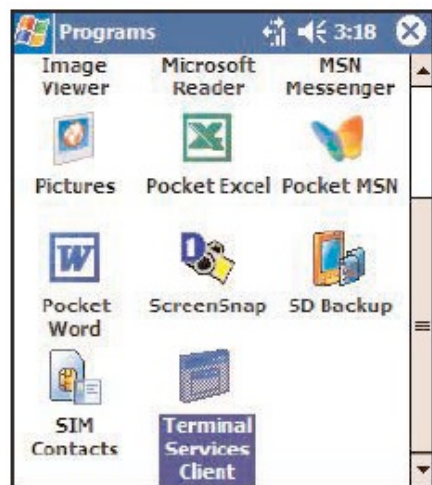 Programs 3:18
Image Microsoft MSN
Viewer Reader Messenger
Pictures Pocket Excel Pocket MSN
Pocket ScreenSnap SD Backup
Word
SIM Terminal
Contacts Services
Client